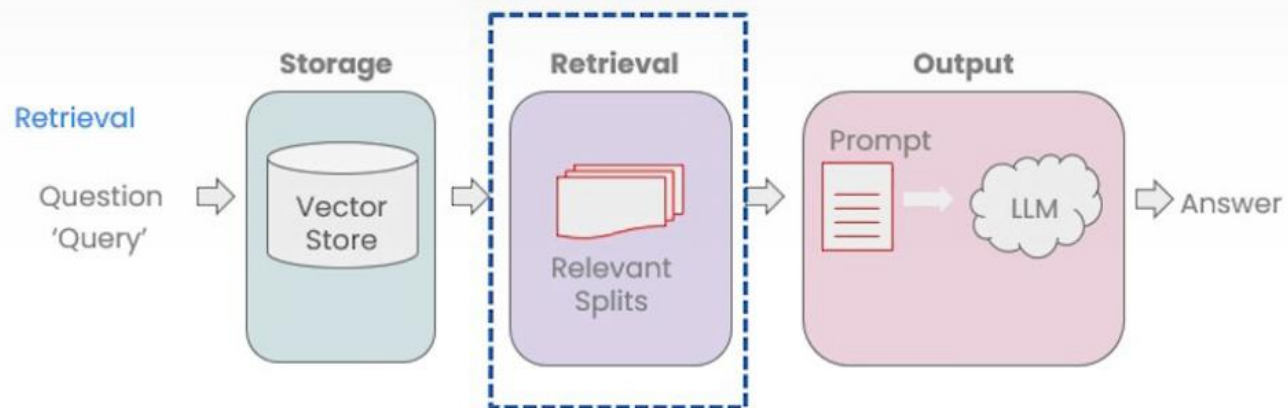 Storage
Retrieval
Output
Retrieval
Question
'Query'
Vector
Store
Relevant
Splits
Prompt
LLM
Answer